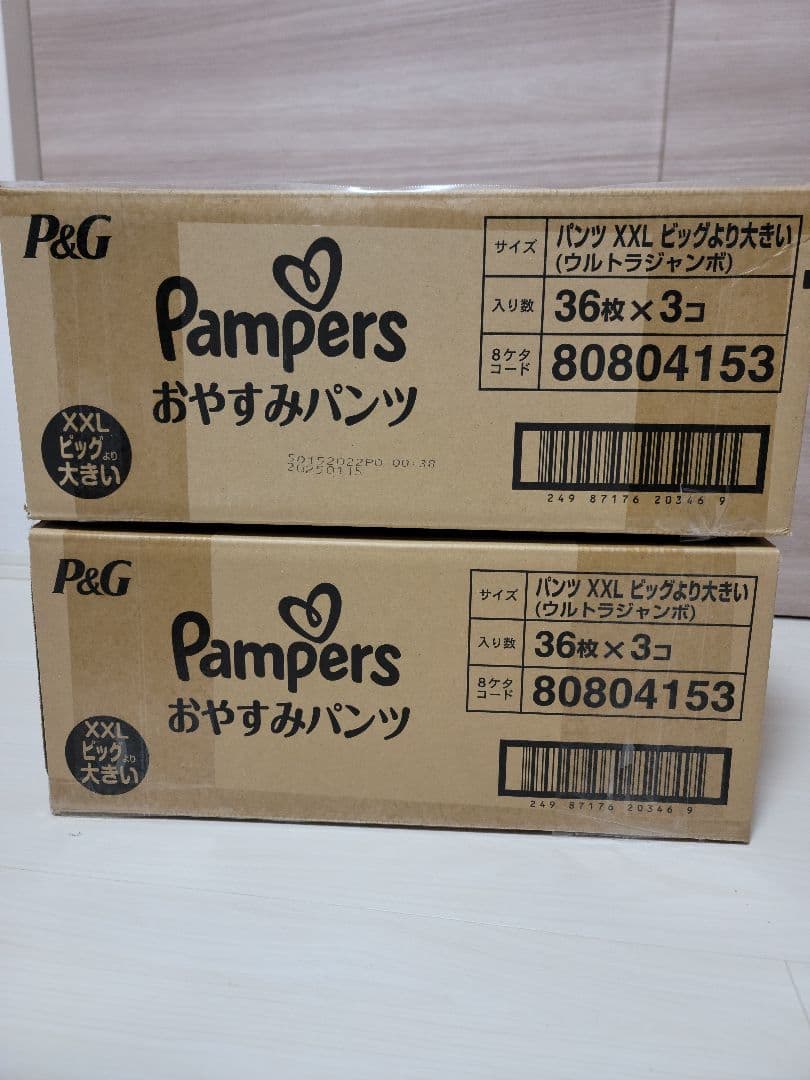 P&G
Pampers
おやすみパンツ
XXL
ビッグより
大きい
サイズ パンツ XXL ビッグより大きい
(ウルトラジャンボ)
入り数 36枚×3コ
8ケタ
コード 80804153
50152022P0 00:38
20250115
249 87176 20346 9
P&G
Pampers
おやすみパンツ
XXL
ビッグより
大きい
サイズ パンツ XXL ビッグより大きい
(ウルトラジャンボ)
入り数 36枚×3コ
8ケタ
コード 80804153
249 87176 20346 9